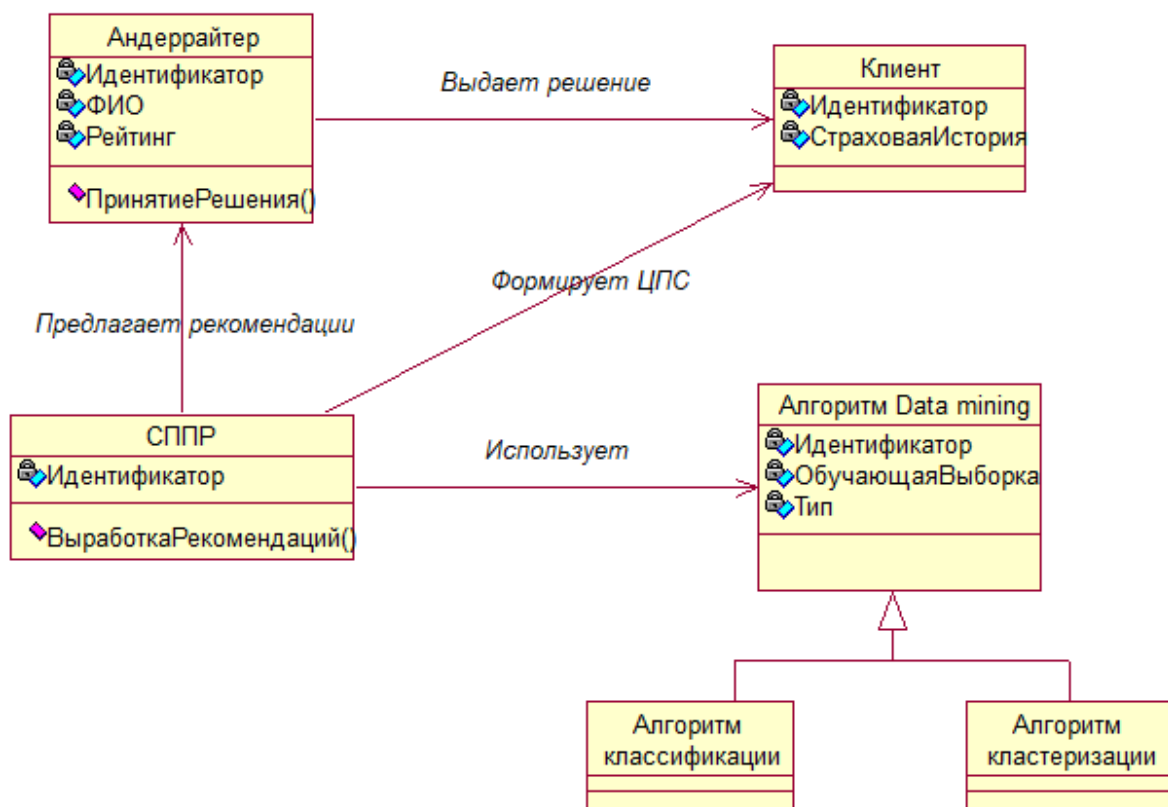 Андеррайтер
Идентификатор
ФИО
Рейтинг
ПринятиеРешения()
Выдает решение
Клиент
Идентификатор
СтраховаяИстория
Формирует ЦПС
Предлагает рекомендации
СППР
Идентификатор
ВыработкаРекомендаций()
Использует
Алгоритм Data mining
Идентификатор
ОбучающаяВыборка
Тип
Алгоритм
классификации
Алгоритм
кластеризации